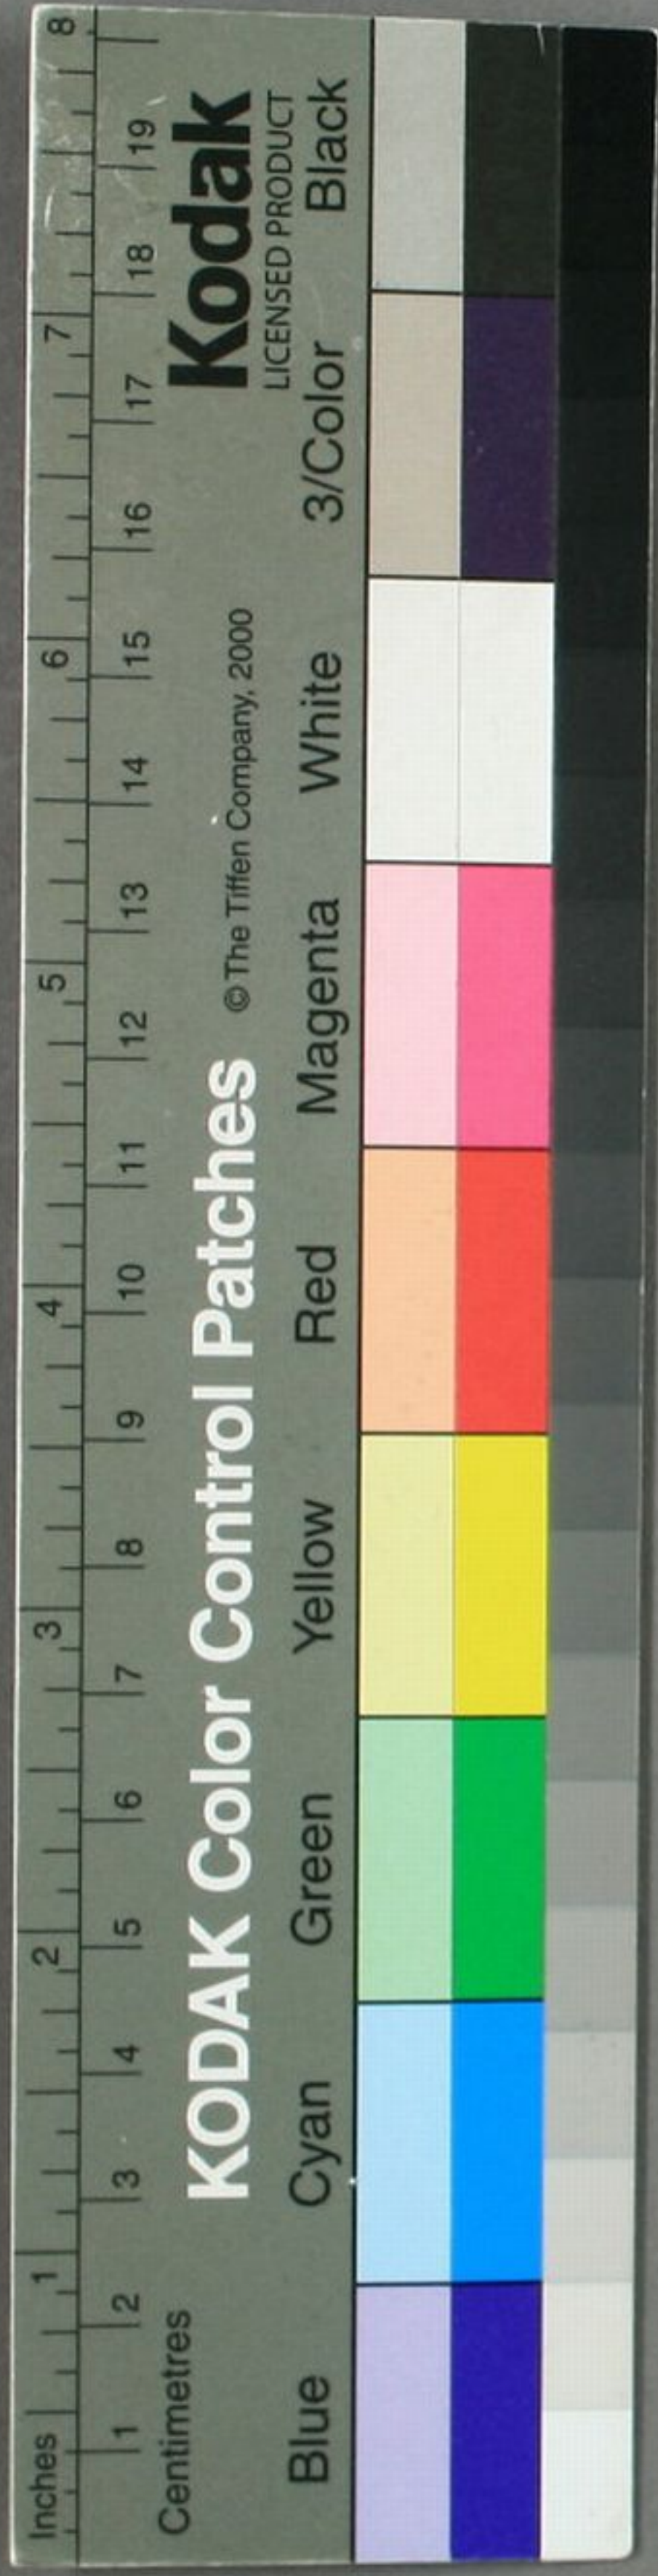 Inches 1 2 3 4 5 6 7 8
Centimetres 1 2 3 4 5 6 7 8 9 10 11 12 13 14 15 16 17 18 19
KODAK Color Control Patches © The Tiffen Company, 2000 Kodak
LICENSED PRODUCT
Blue Cyan Green Yellow Red Magenta White 3/Color Black